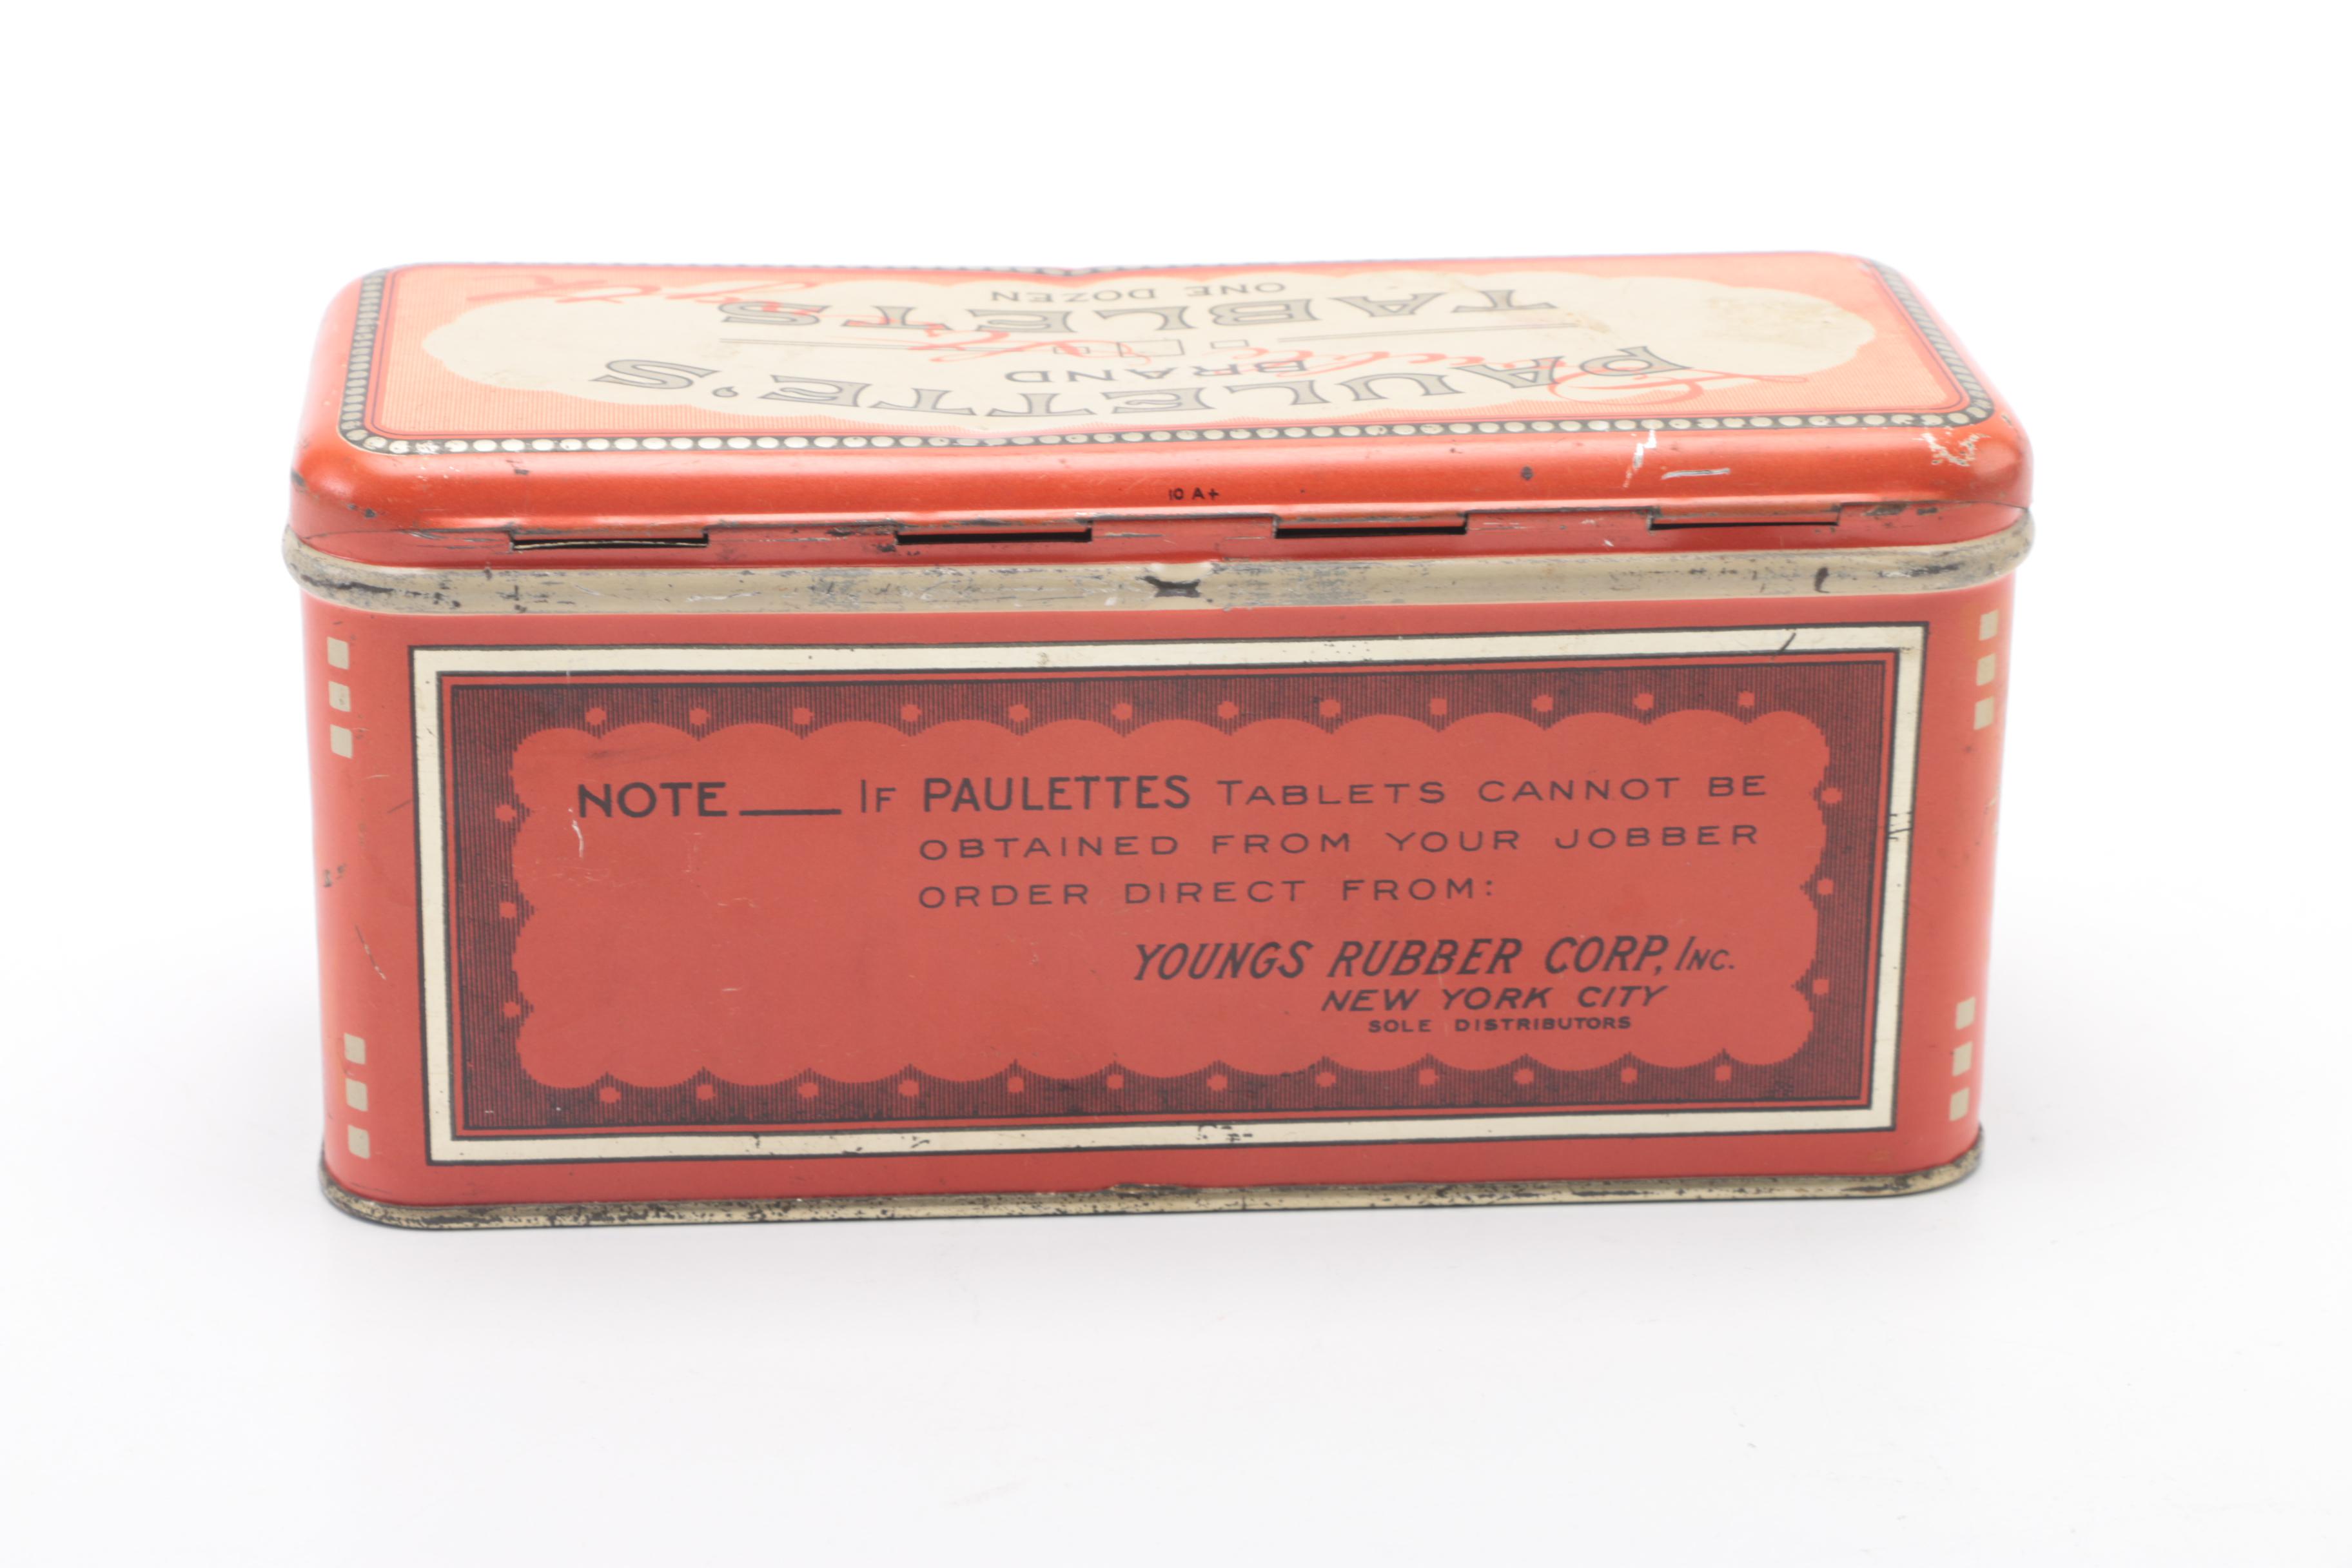 PAULETTE'S
BRAND
TABLETS
ONE DOZEN
10 A+
NOTE___ IF PAULETTES TABLETS CANNOT BE
OBTAINED FROM YOUR JOBBER
ORDER DIRECT FROM:
YOUNGS RUBBER CORP., INC.
NEW YORK CITY
SOLE DISTRIBUTORS